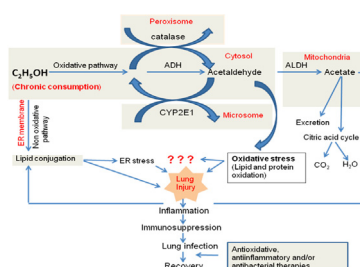 Peroxisome
catalase
Oxidative pathway
Cytosol
Mitochondria
C₂H₅OH
ADH
Acetaldehyde
ALDH
Acetate
(Chronic consumption)
CYP2E1
Microsome
ER membrane
Non oxidative
pathway
Excretion
Citric acid cycle
CO₂
H₂O
Lipid conjugation
ER stress
? ? ?
Oxidative stress
(Lipid and protein
oxidation)
Lung
Injury
Inflamation
Immunosuppression
Lung infection
Recovery
Antioxidative,
antiinflammatory and/or
antibacterial therapies